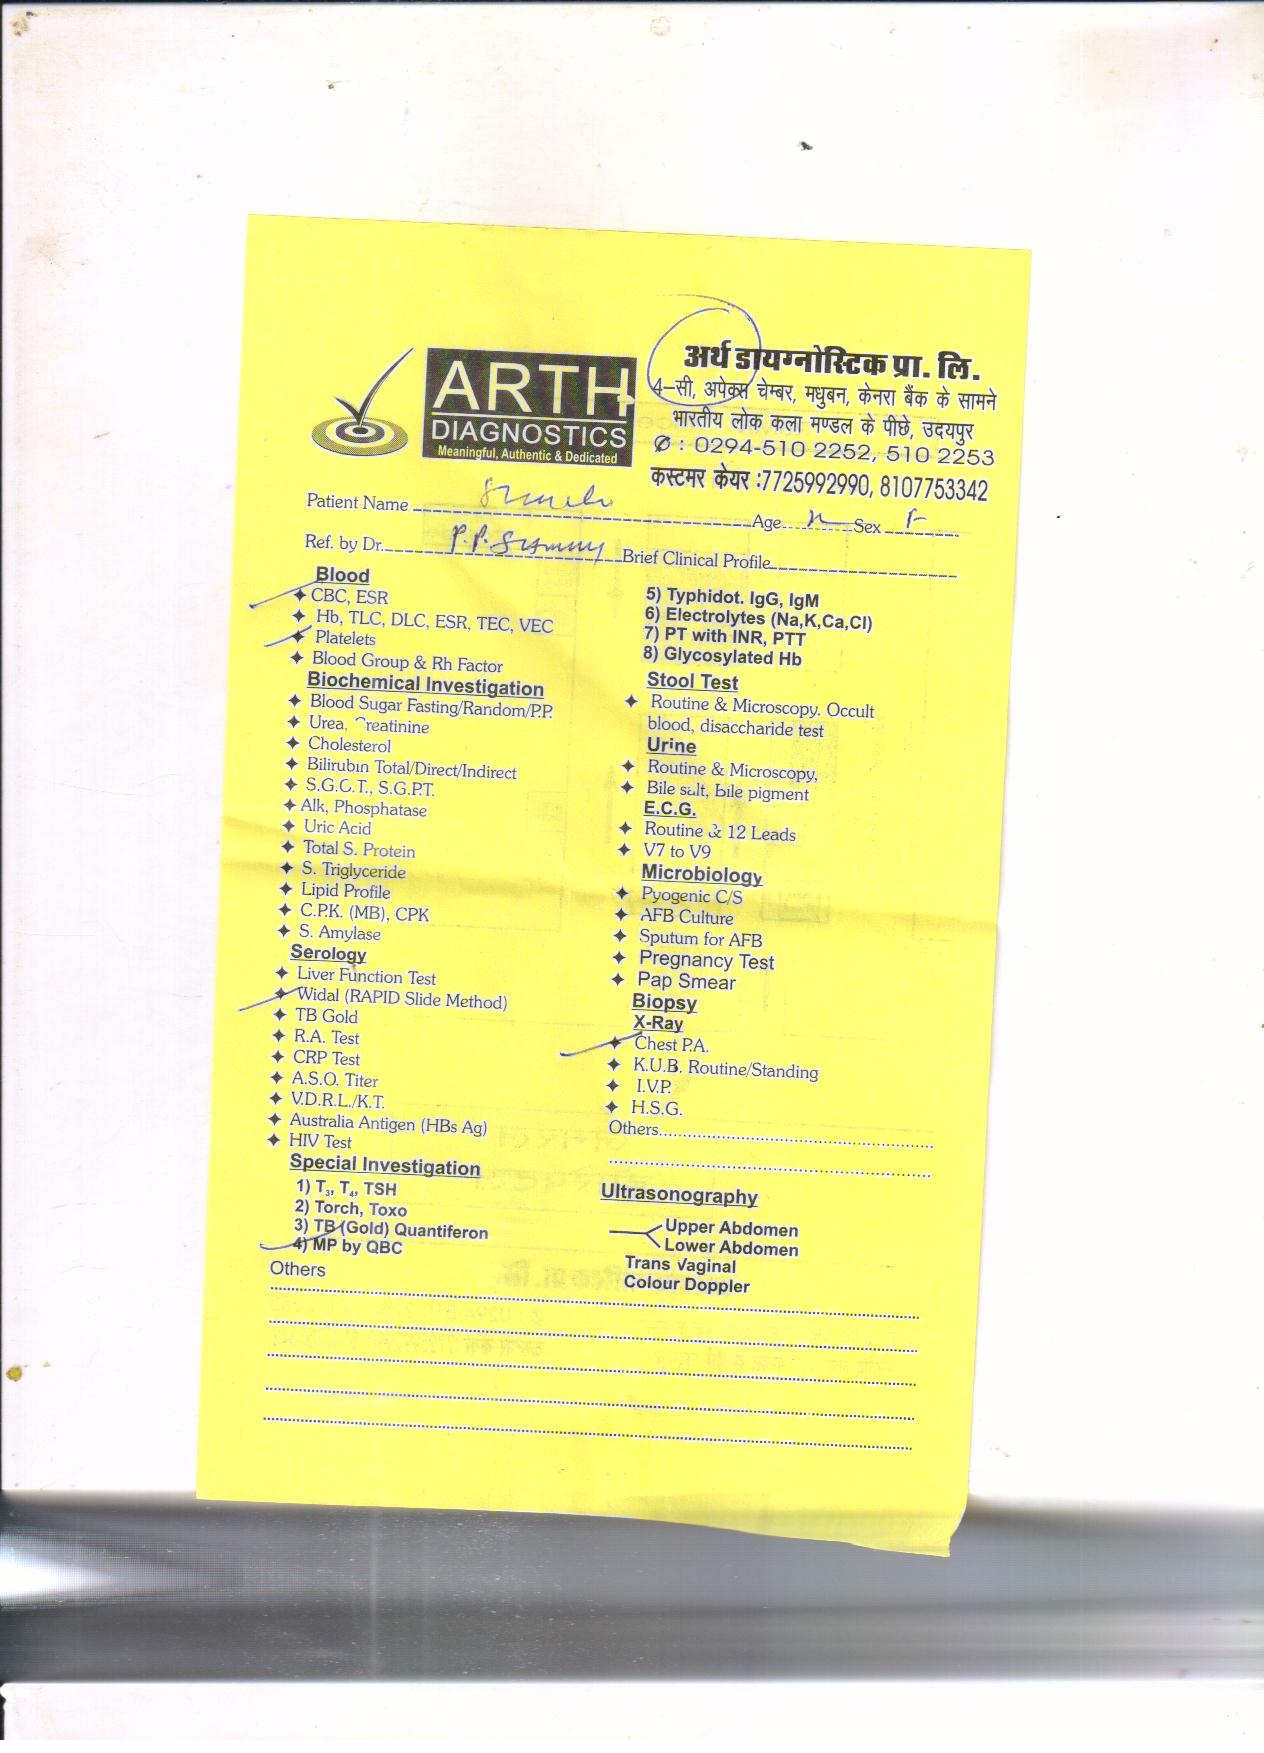 ARTH
DIAGNOSTICS
Meaningful, Authentic & Dedicated
अर्थ डायग्नोस्टिक प्रा. लि.
4-सी, अपेक्स चेम्बर, मधुबन, केनरा बैंक के सामने
भारतीय लोक कला मण्डल के पीछे, उदयपुर
✆ : 0294-510 2252, 510 2253
कस्टमर केयर :7725992990, 8107753342
Patient Name Age Sex F
Ref. by Dr. P.P. Brief Clinical Profile
Blood
✦ CBC, ESR
✦ Hb, TLC, DLC, ESR, TEC, VEC
✦ Platelets
✦ Blood Group & Rh Factor
Biochemical Investigation
✦ Blood Sugar Fasting/Random/P.P.
✦ Urea, Creatinine
✦ Cholesterol
✦ Bilirubin Total/Direct/Indirect
✦ S.G.C.T., S.G.P.T.
✦ Alk, Phosphatase
✦ Uric Acid
✦ Total S. Protein
✦ S. Triglyceride
✦ Lipid Profile
✦ C.P.K. (MB), CPK
✦ S. Amylase
Serology
✦ Liver Function Test
✦ Widal (RAPID Slide Method)
✦ TB Gold
✦ R.A. Test
✦ CRP Test
✦ A.S.O. Titer
✦ V.D.R.L./K.T.
✦ Australia Antigen (HBs Ag)
✦ HIV Test
Special Investigation
1) T3, T4, TSH
2) Torch, Toxo
3) TB (Gold) Quantiferon
4) MP by QBC
Others
5) Typhidot. IgG, IgM
6) Electrolytes (Na,K,Ca,Cl)
7) PT with INR, PTT
8) Glycosylated Hb
Stool Test
✦ Routine & Microscopy. Occult
blood, disaccharide test
Urine
✦ Routine & Microscopy,
✦ Bile salt, bile pigment
E.C.G.
✦ Routine & 12 Leads
✦ V7 to V9
Microbiology
✦ Pyogenic C/S
✦ AFB Culture
✦ Sputum for AFB
✦ Pregnancy Test
✦ Pap Smear
Biopsy
X-Ray
✦ Chest P.A.
✦ K.U.B. Routine/Standing
✦ I.V.P.
✦ H.S.G.
Others
Ultrasonography
Upper Abdomen
Lower Abdomen
Trans Vaginal
Colour Doppler